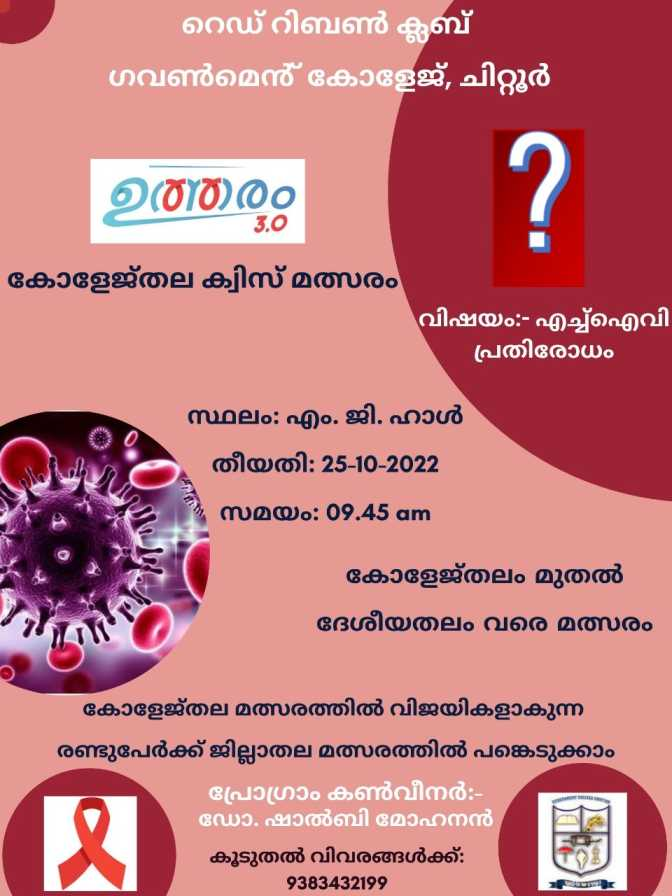 റെഡ് റിബൺ ക്ലബ്
ഗവൺമെന്റ് കോളേജ്, ചിറ്റൂർ
ഉത്തരം
3.0
കോളേജ്തല ക്വിസ് മത്സരം
?
വിഷയം:- എച്ച്ഐവി
പ്രതിരോധം
സ്ഥലം: എം. ജി. ഹാൾ
തീയതി: 25-10-2022
സമയം: 09.45 am
കോളേജ്തലം മുതൽ
ദേശീയതലം വരെ മത്സരം
കോളേജ്തല മത്സരത്തിൽ വിജയികളാകുന്ന
രണ്ടുപേർക്ക് ജില്ലാതല മത്സരത്തിൽ പങ്കെടുക്കാം
പ്രോഗ്രാം കൺവീനർ:-
ഡോ. ഷാൽബി മോഹനൻ
കൂടുതൽ വിവരങ്ങൾക്ക്:
9383432199